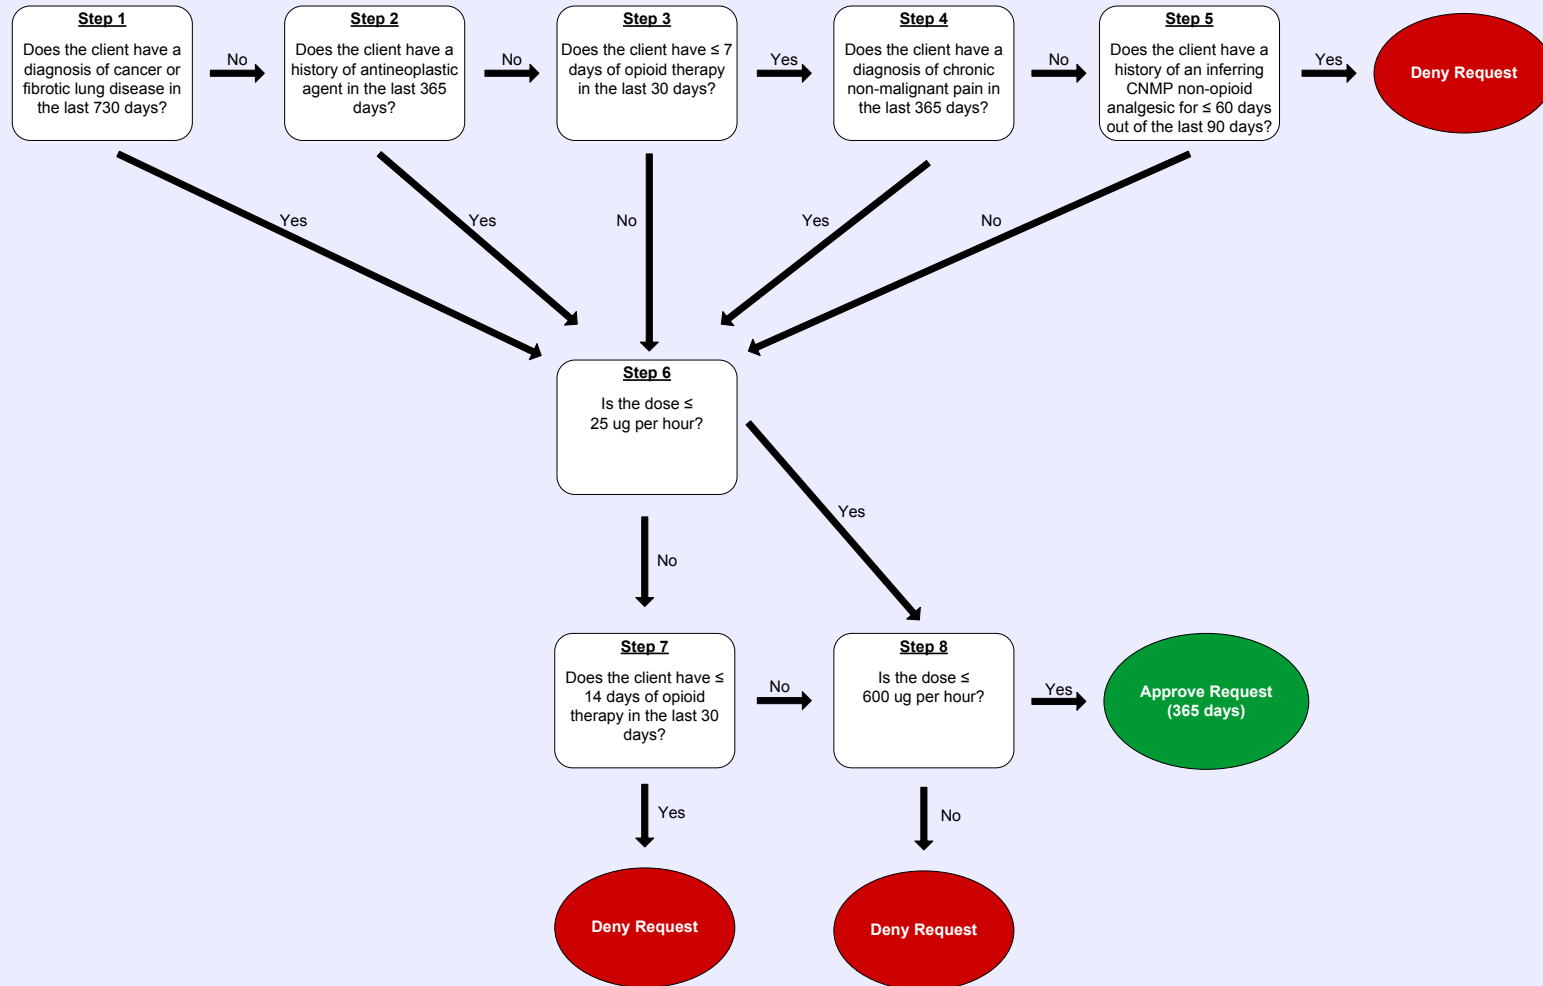 Step 1
Does the client have a
diagnosis of cancer or
fibrotic lung disease in
the last 730 days?
No
Step 2
Does the client have a
history of antineoplastic
agent in the last 365
days?
No
Step 3
Does the client have ≤ 7
days of opioid therapy
in the last 30 days?
Yes
Step 4
Does the client have a
diagnosis of chronic
non-malignant pain in
the last 365 days?
No
Step 5
Does the client have a
history of an inferring
CNMP non-opioid
analgesic for ≤ 60 days
out of the last 90 days?
Yes
Deny Request
Yes
Yes
No
Yes
No
Step 6
Is the dose ≤
25 ug per hour?
Yes
No
Step 7
Does the client have ≤
14 days of opioid
therapy in the last 30
days?
No
Step 8
Is the dose ≤
600 ug per hour?
Yes
Approve Request
(365 days)
Yes
No
Deny Request
Deny Request